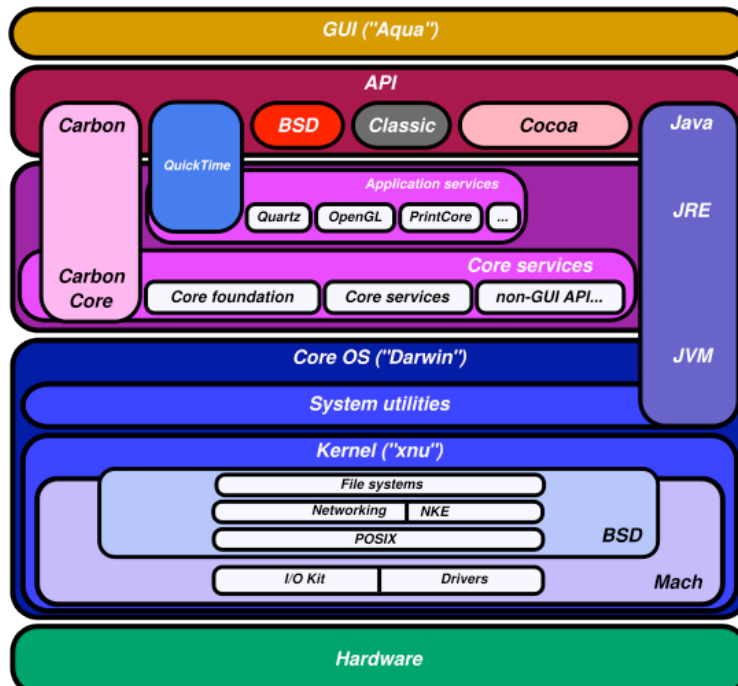 GUI ("Aqua")
API
Carbon
QuickTime
BSD
Classic
Cocoa
Java
Application services
Quartz
OpenGL
PrintCore
...
JRE
Carbon
Core
Core services
Core foundation
Core services
non-GUI API...
Core OS ("Darwin")
JVM
System utilities
Kernel ("xnu")
File systems
Networking
NKE
POSIX
BSD
I/O Kit
Drivers
Mach
Hardware